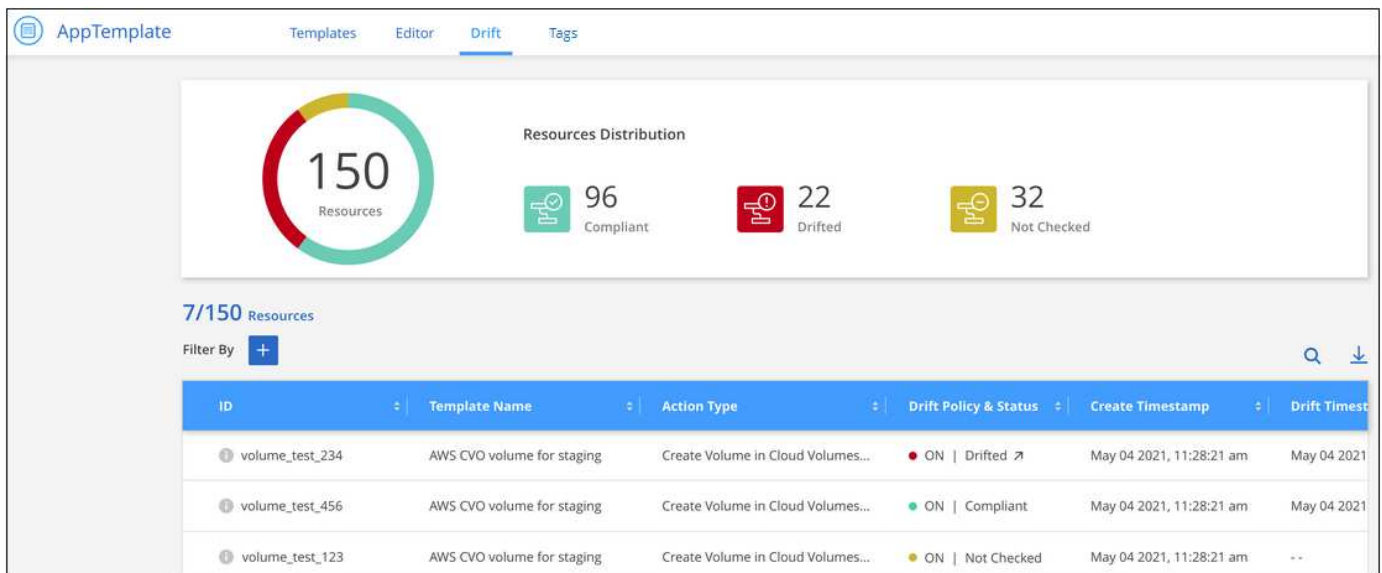 AppTemplate Templates Editor Drift Tags
150
Resources
Resources Distribution
96
Compliant
22
Drifted
32
Not Checked
7/150 Resources
Filter By +
ID Template Name Action Type Drift Policy & Status Create Timestamp Drift Timest
volume_test_234 AWS CVO volume for staging Create Volume in Cloud Volumes... ON | Drifted May 04 2021, 11:28:21 am May 04 2021
volume_test_456 AWS CVO volume for staging Create Volume in Cloud Volumes... ON | Compliant May 04 2021, 11:28:21 am May 04 2021
volume_test_123 AWS CVO volume for staging Create Volume in Cloud Volumes... ON | Not Checked May 04 2021, 11:28:21 am - -